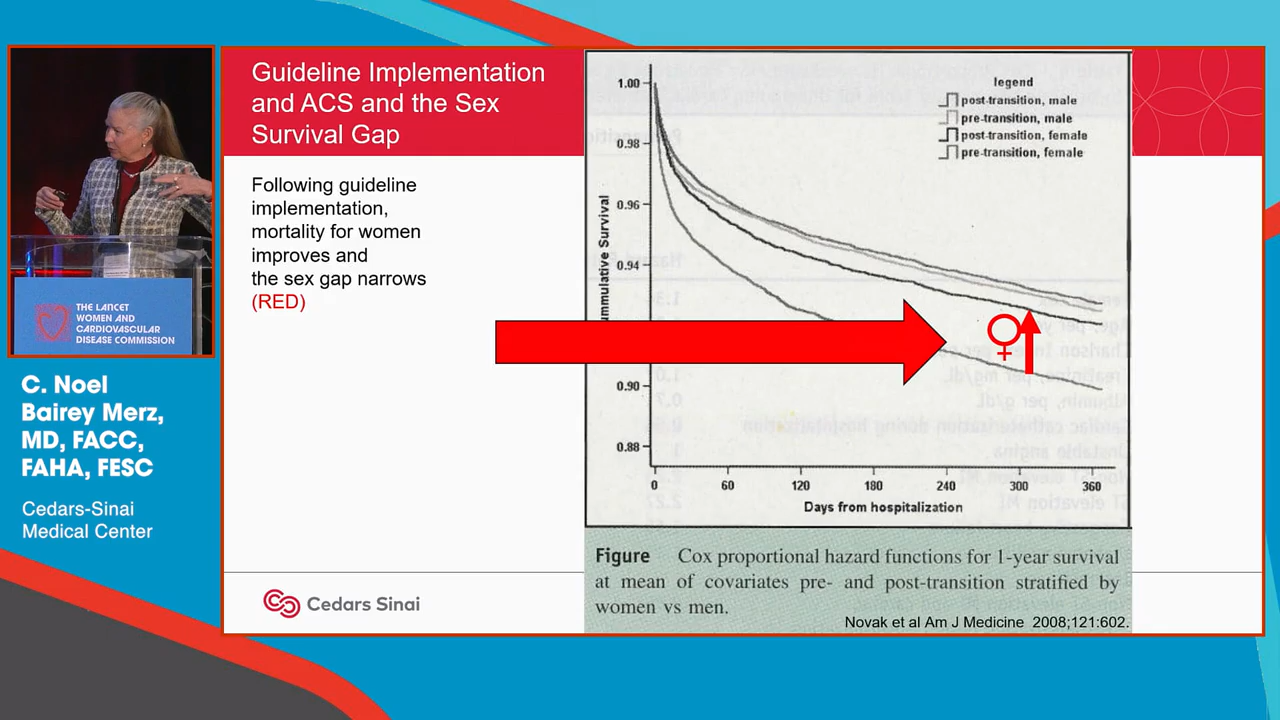 Guideline Implementation
and ACS and the Sex
Survival Gap
Following guideline
implementation,
mortality for women
improves and
the sex gap narrows
(RED)
legend
post-transition, male
pre-transition, male
post-transition, female
pre-transition, female
1.00
0.98
0.96
0.94
0.90
0.88
ummulative Survival
0 60 120 180 240 300 360
Days from hospitalization
Figure Cox proportional hazard functions for 1-year survival
at mean of covariates pre- and post-transition stratified by
women vs men.
Novak et al Am J Medicine 2008;121:602.
Cedars Sinai
THE LANCET
WOMEN AND
CARDIOVASCULAR
DISEASE COMMISSION
C. Noel
Bairey Merz,
MD, FACC,
FAHA, FESC
Cedars-Sinai
Medical Center